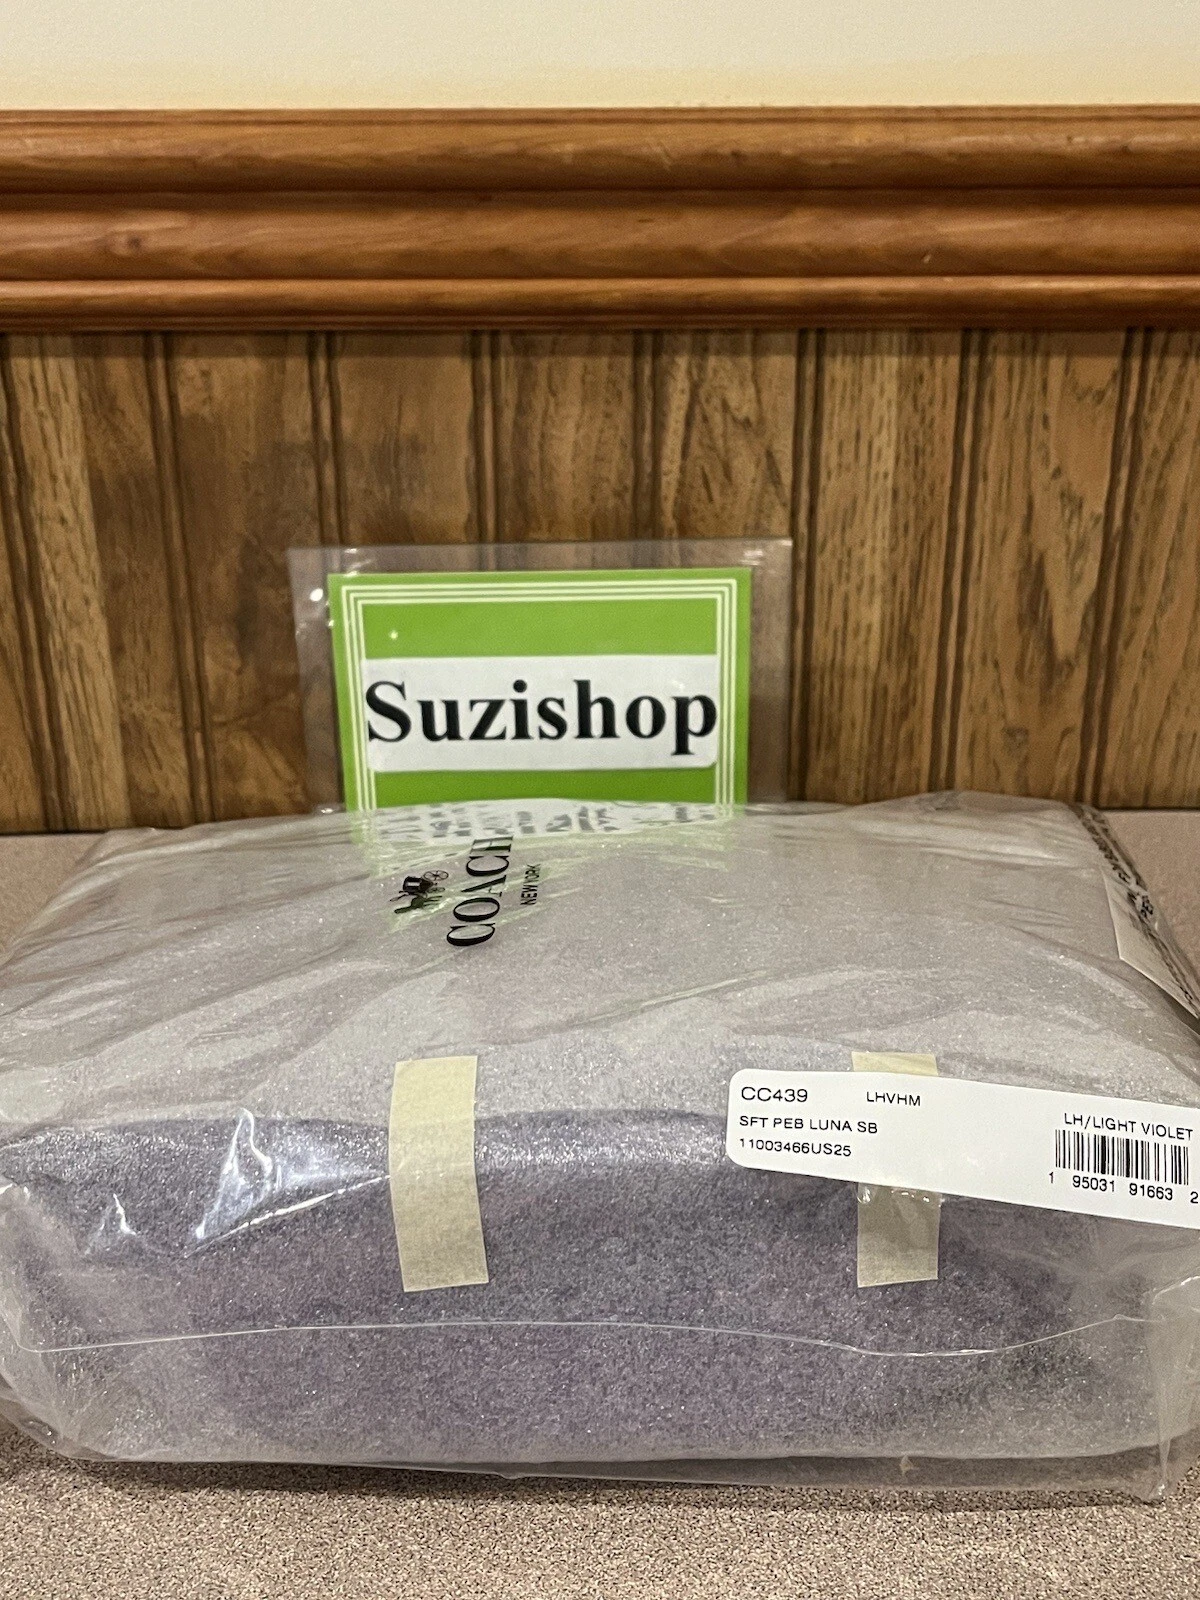 Suzishop
COACH
NEW YORK
CC439 LHVHM
SFT PEB LUNA SB
11003466US25
LH/LIGHT VIOLET
1 95031 91663 2